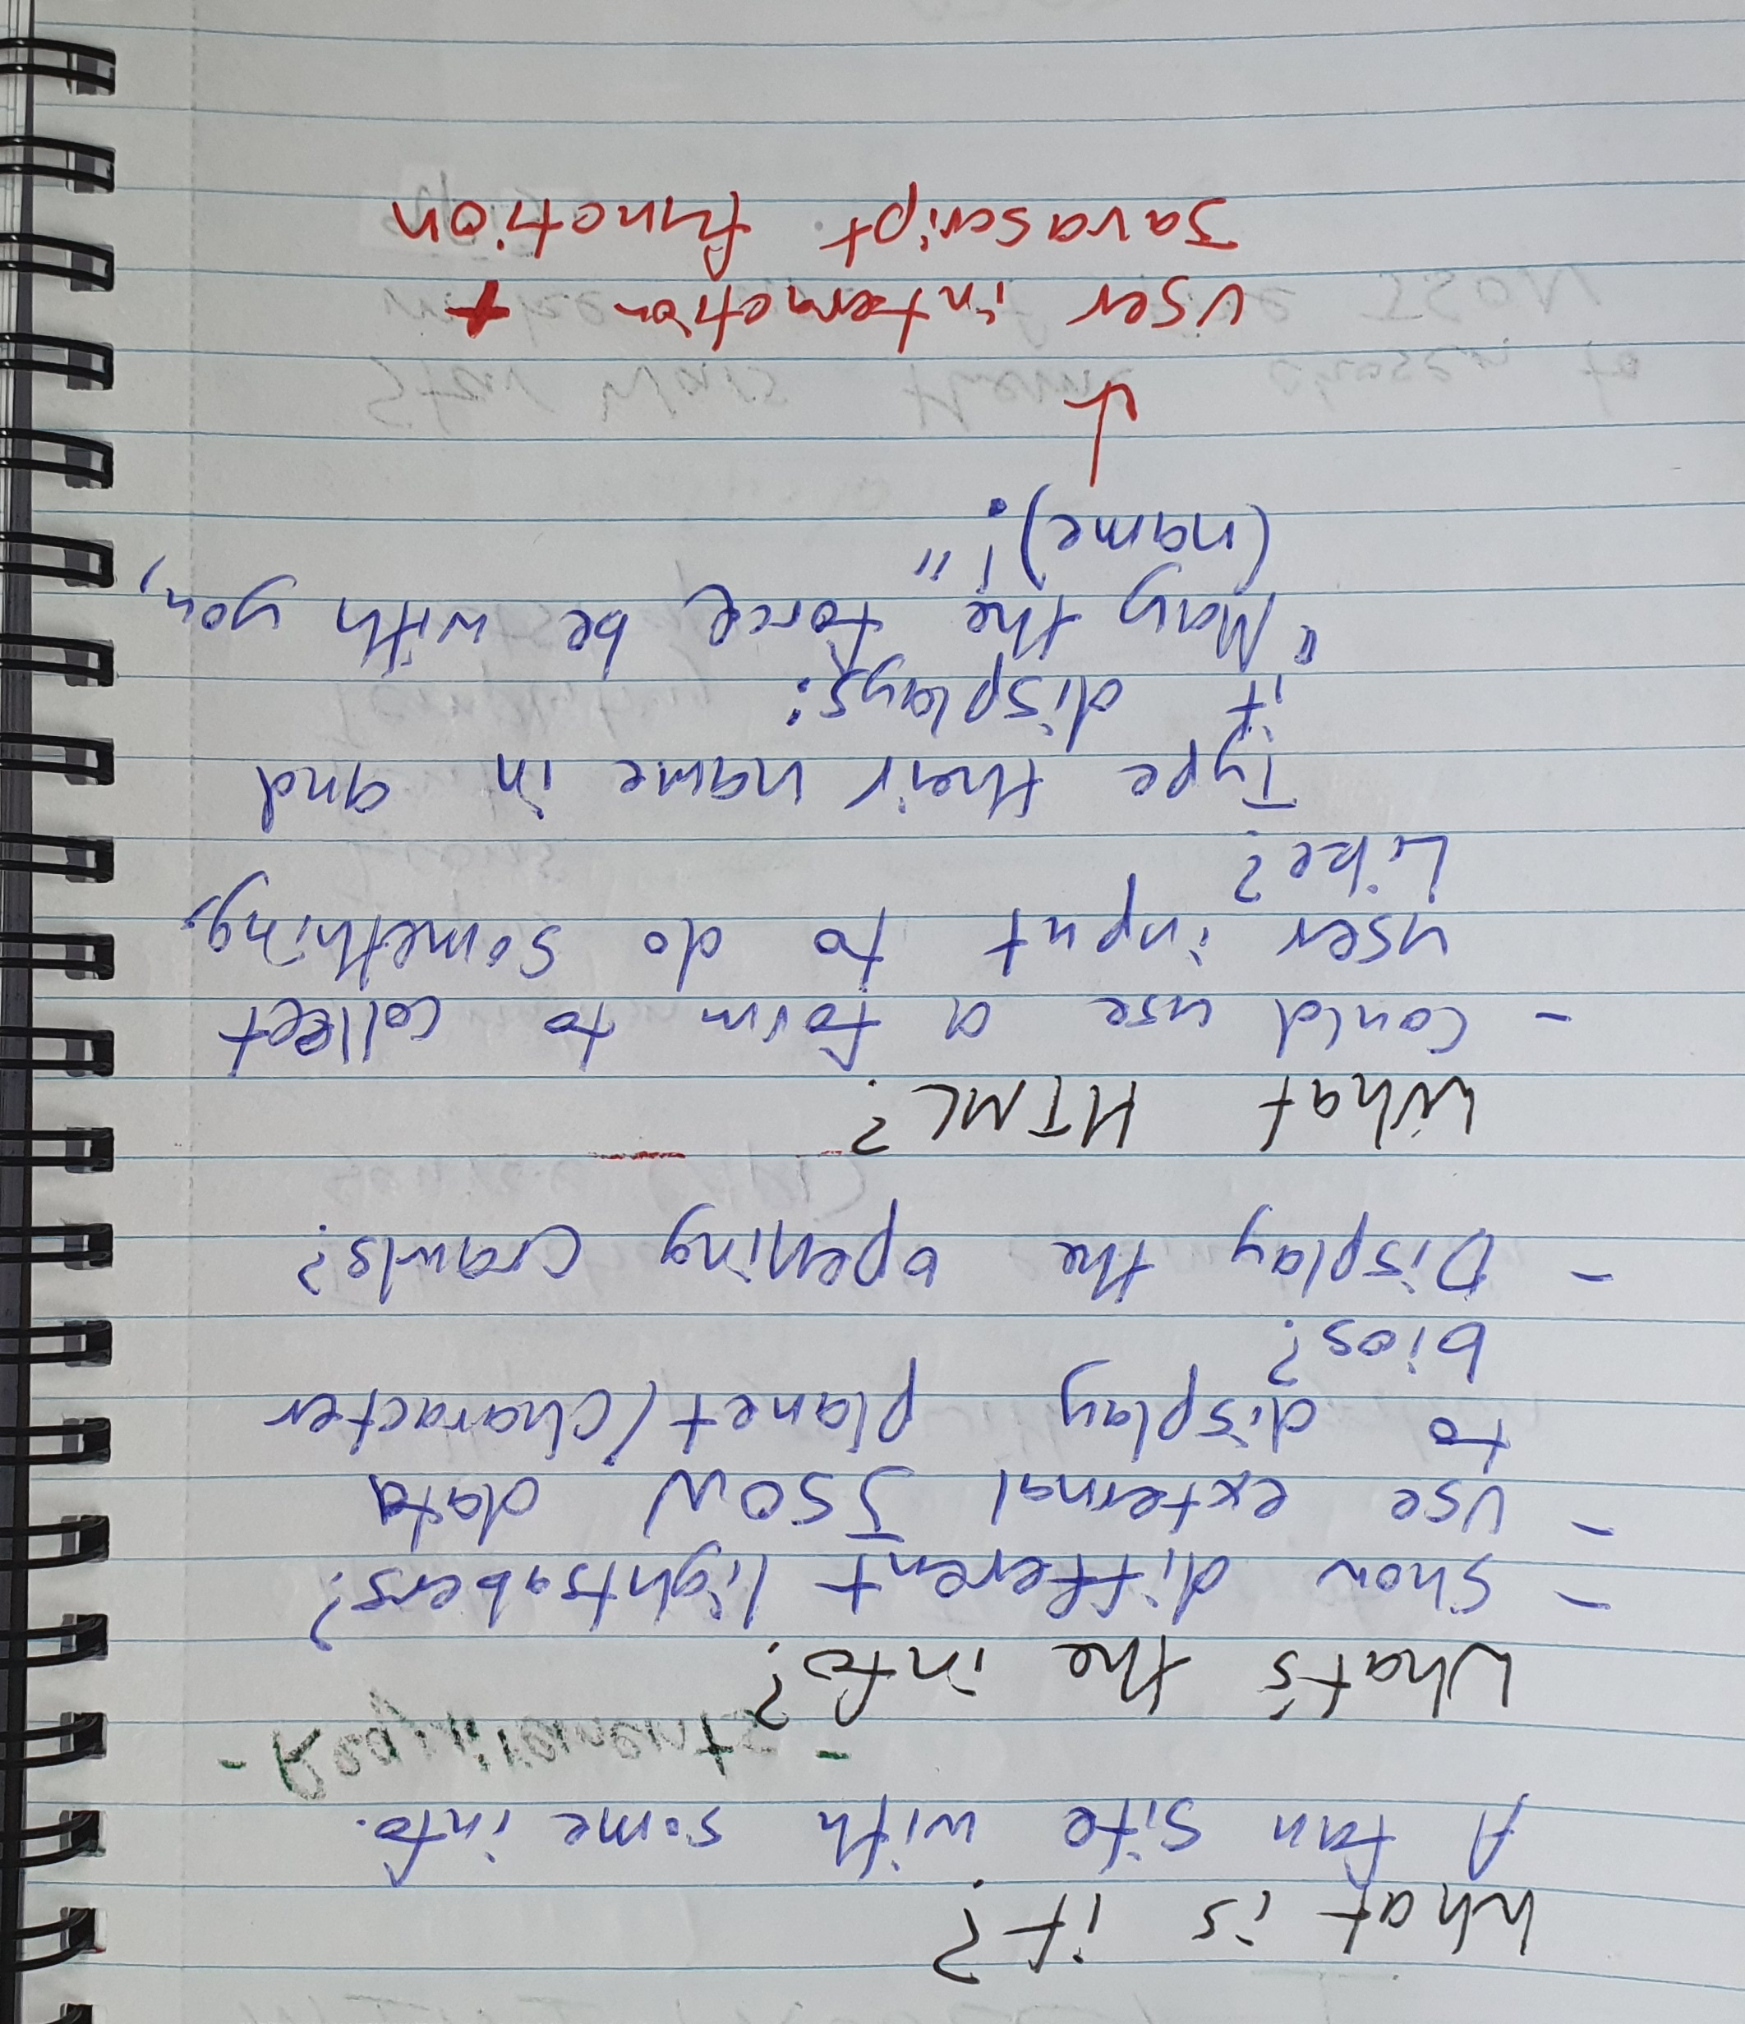 What is it?
A fan site with some info.
What's the info?
- Show different lightsabers?
- Use external JSON data
to display planet/character
bios?
- Display the opening crawls?
What HTML?
- Could use a form to collect
user input to do something,
Like?
Type their name in and
it displays:
"May the force be with you,
(name)!"
↳
user interaction +
Javascript function